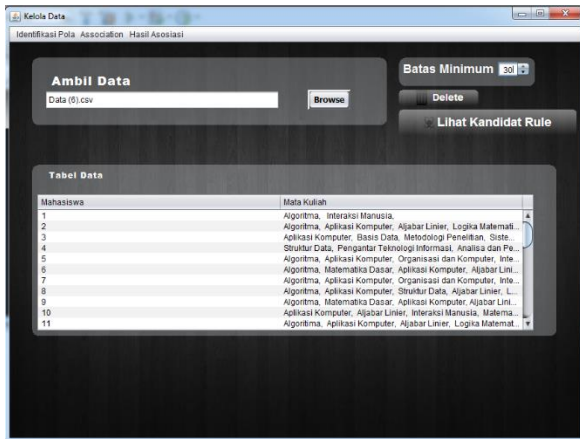 Kelola Data
Identifikasi Pola Association Hasil Asosiasi
Ambil Data
Data (6).csv
Browse
Batas Minimum 30
Delete
Lihat Kandidat Rule
Tabel Data
Mahasiswa Mata Kuliah
1 Algoritma, Interaksi Manusia,
2 Algoritma, Aplikasi Komputer, Aljabar Linier, Logika Matemati...
3 Aplikasi Komputer, Basis Data, Metodologi Penelitian, Siste...
4 Struktur Data, Pengantar Teknologi Informasi, Analisa dan Pe...
5 Algoritma, Aplikasi Komputer, Organisasi dan Komputer, Inte...
6 Algoritma, Matematika Dasar, Aplikasi Komputer, Aljabar Lini...
7 Algoritma, Aplikasi Komputer, Organisasi dan Komputer, Inte...
8 Algoritma, Aplikasi Komputer, Struktur Data, Aljabar Linier, L...
9 Algoritma, Matematika Dasar, Aplikasi Komputer, Aljabar Lini...
10 Aplikasi Komputer, Aljabar Linier, Interaksi Manusia, Matema...
11 Algoritma, Aplikasi Komputer, Aljabar Linier, Logika Matemat...